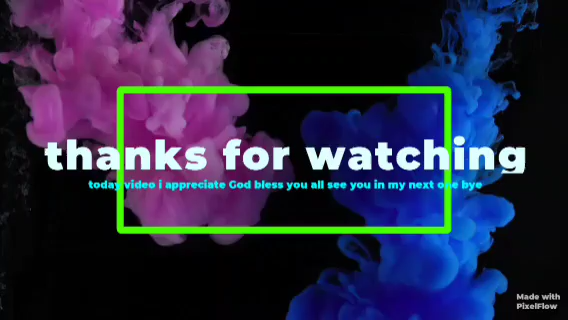 thanks for watching
today video i appreciate God bless you all see you in my next one bye
Made with
PixelFlow